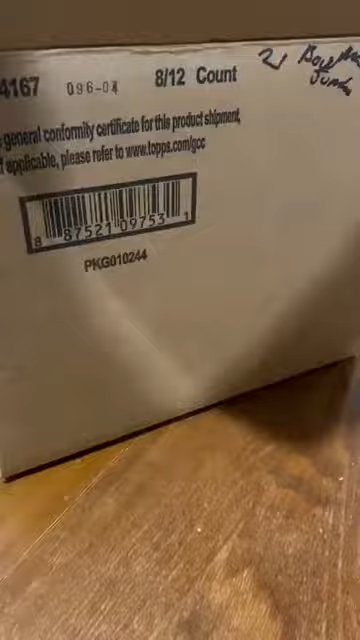 4167 096-04 8/12 Count 21
general conformity certificate for this product shipment,
f applicable, please refer to www.topps.com/gcc
8 87521 09753 1
PKG010244